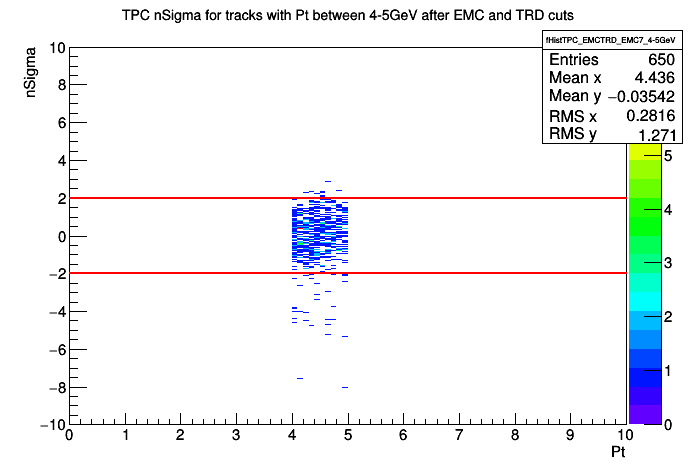 TPC nSigma for tracks with Pt between 4-5GeV after EMC and TRD cuts
fHistTPC_EMCTRD_EMC7_4-5GeV
Entries 650
Mean x 4.436
Mean y −0.03542
RMS x 0.2816
RMS y 1.271
nSigma
10
8
6
4
2
0
−2
−4
−6
−8
−10
0 1 2 3 4 5 6 7 8 9 10
Pt
5
4
3
2
1
0